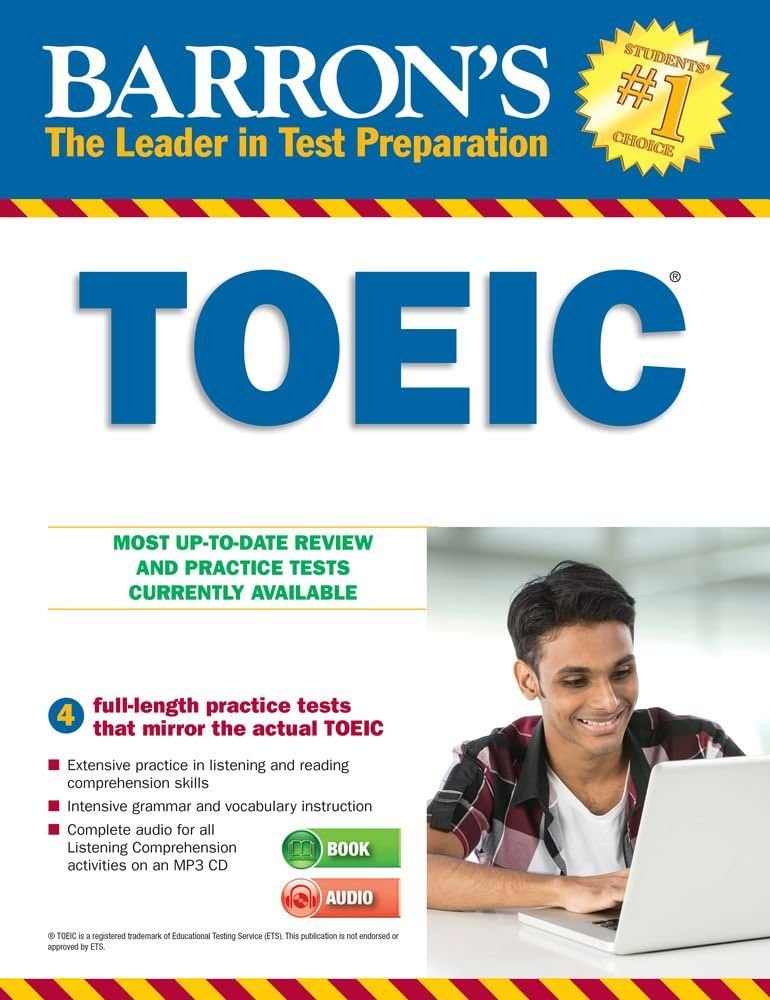 BARRON'S
The Leader in Test Preparation
STUDENTS'
#1
CHOICE
TOEIC®
MOST UP-TO-DATE REVIEW
AND PRACTICE TESTS
CURRENTLY AVAILABLE
4 full-length practice tests
that mirror the actual TOEIC
Extensive practice in listening and reading
comprehension skills
Intensive grammar and vocabulary instruction
Complete audio for all
Listening Comprehension
activities on an MP3 CD
BOOK
AUDIO
® TOEIC is a registered trademark of Educational Testing Service (ETS). This publication is not endorsed or
approved by ETS.